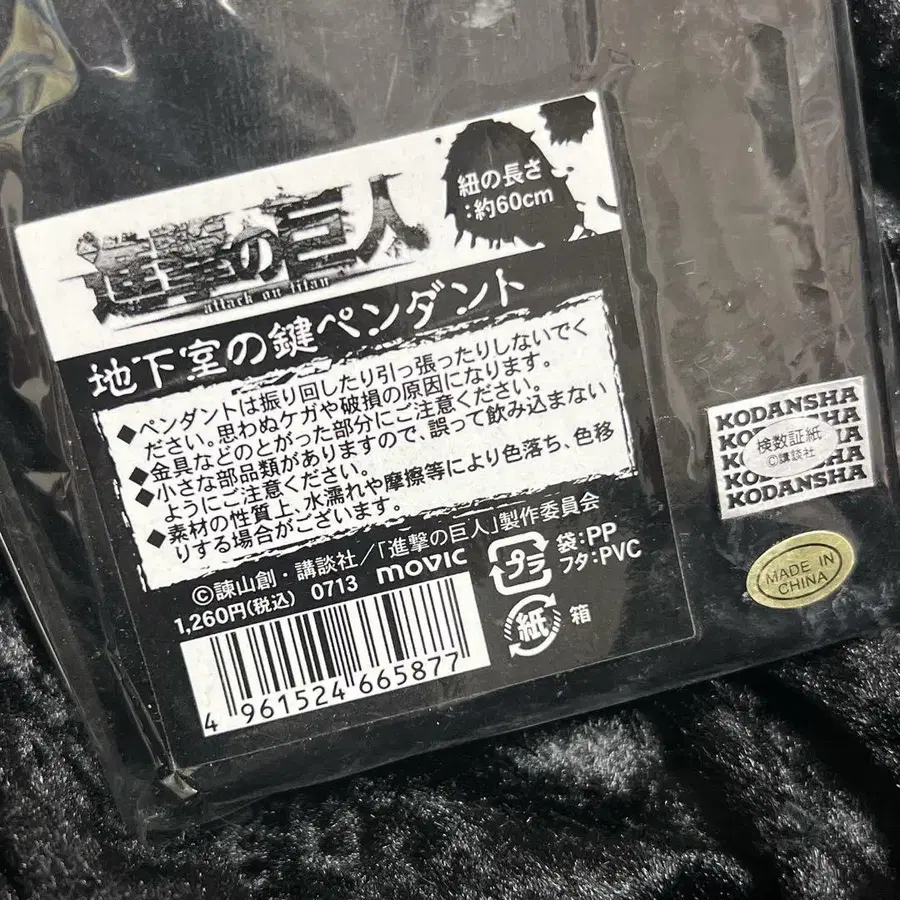 進撃の巨人
attack on titan
紐の長さ
:約60cm
地下室の鍵ペンダント
◆ペンダントは振り回したり引っ張ったりしないでく
ださい。思わぬケガや破損の原因になります。
◆金具などのとがった部分にご注意ください。
◆小さな部品類がありますので、誤って飲み込まない
ようにご注意ください。
◆素材の性質上、水濡れや摩擦等により色落ち、色移
りする場合がございます。
©諫山創・講談社/「進撃の巨人」製作委員会
1,260円(税込) 0713 movic
プラ
袋:PP
フタ:PVC
紙
箱
4 961524 665877
KODANSHA
KODANSHA
KODANSHA
KODANSHA
KODANSHA
検数証紙
©講談社
MADE IN
CHINA